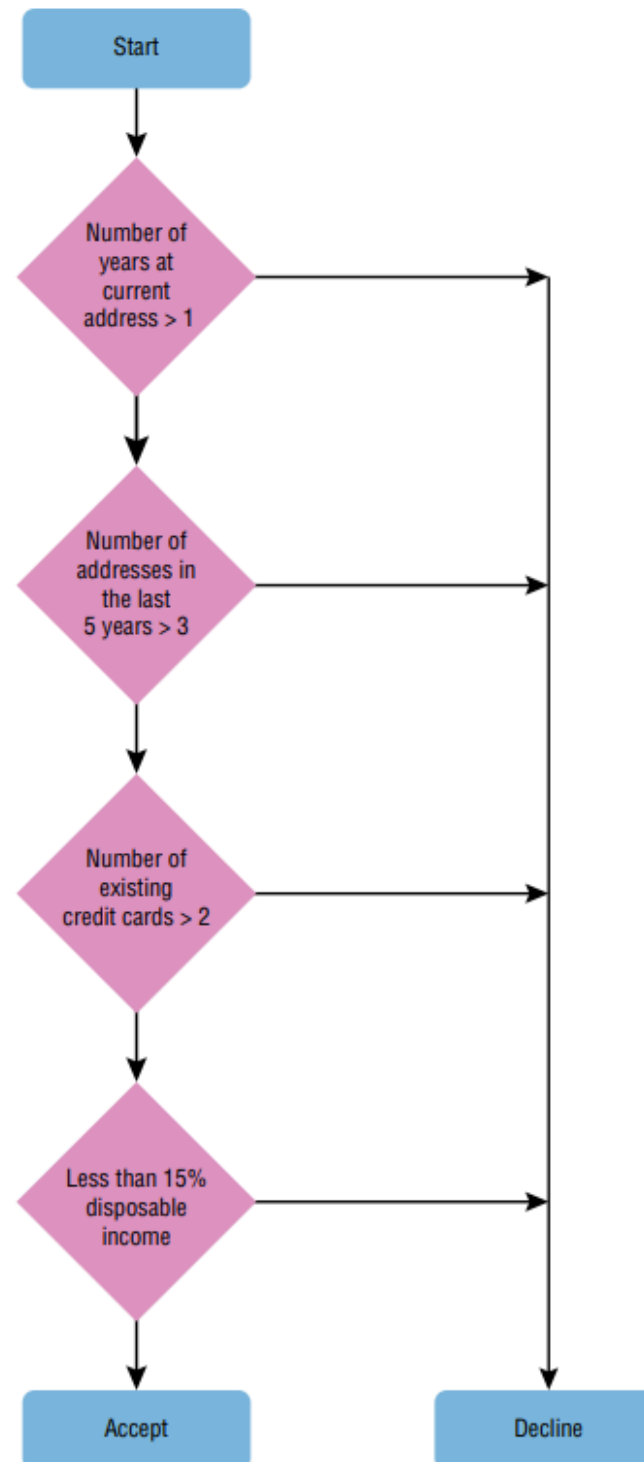 Start
Number of
years at
current
address > 1
Number of
addresses in
the last
5 years > 3
Number of
existing
credit cards > 2
Less than 15%
disposable
income
Accept
Decline